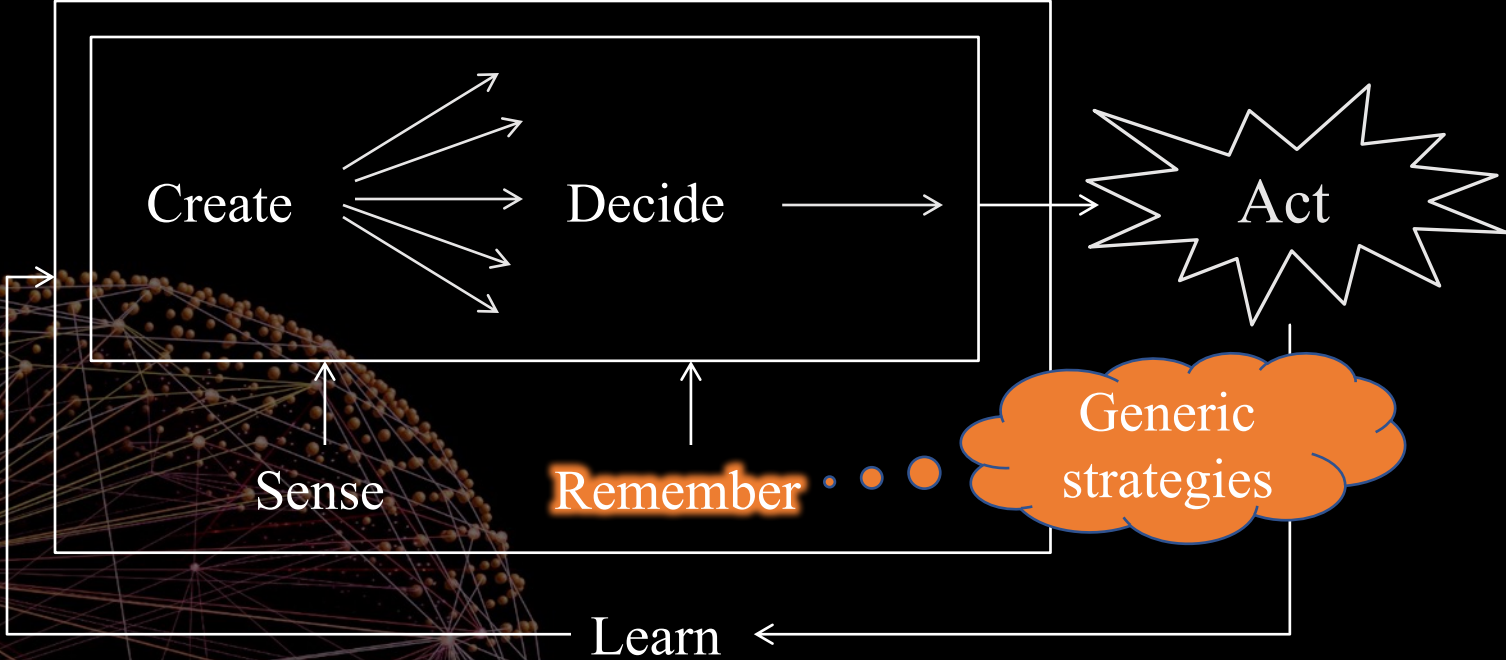 Create
Decide
Act
Generic
strategies
Sense
Remember
Learn